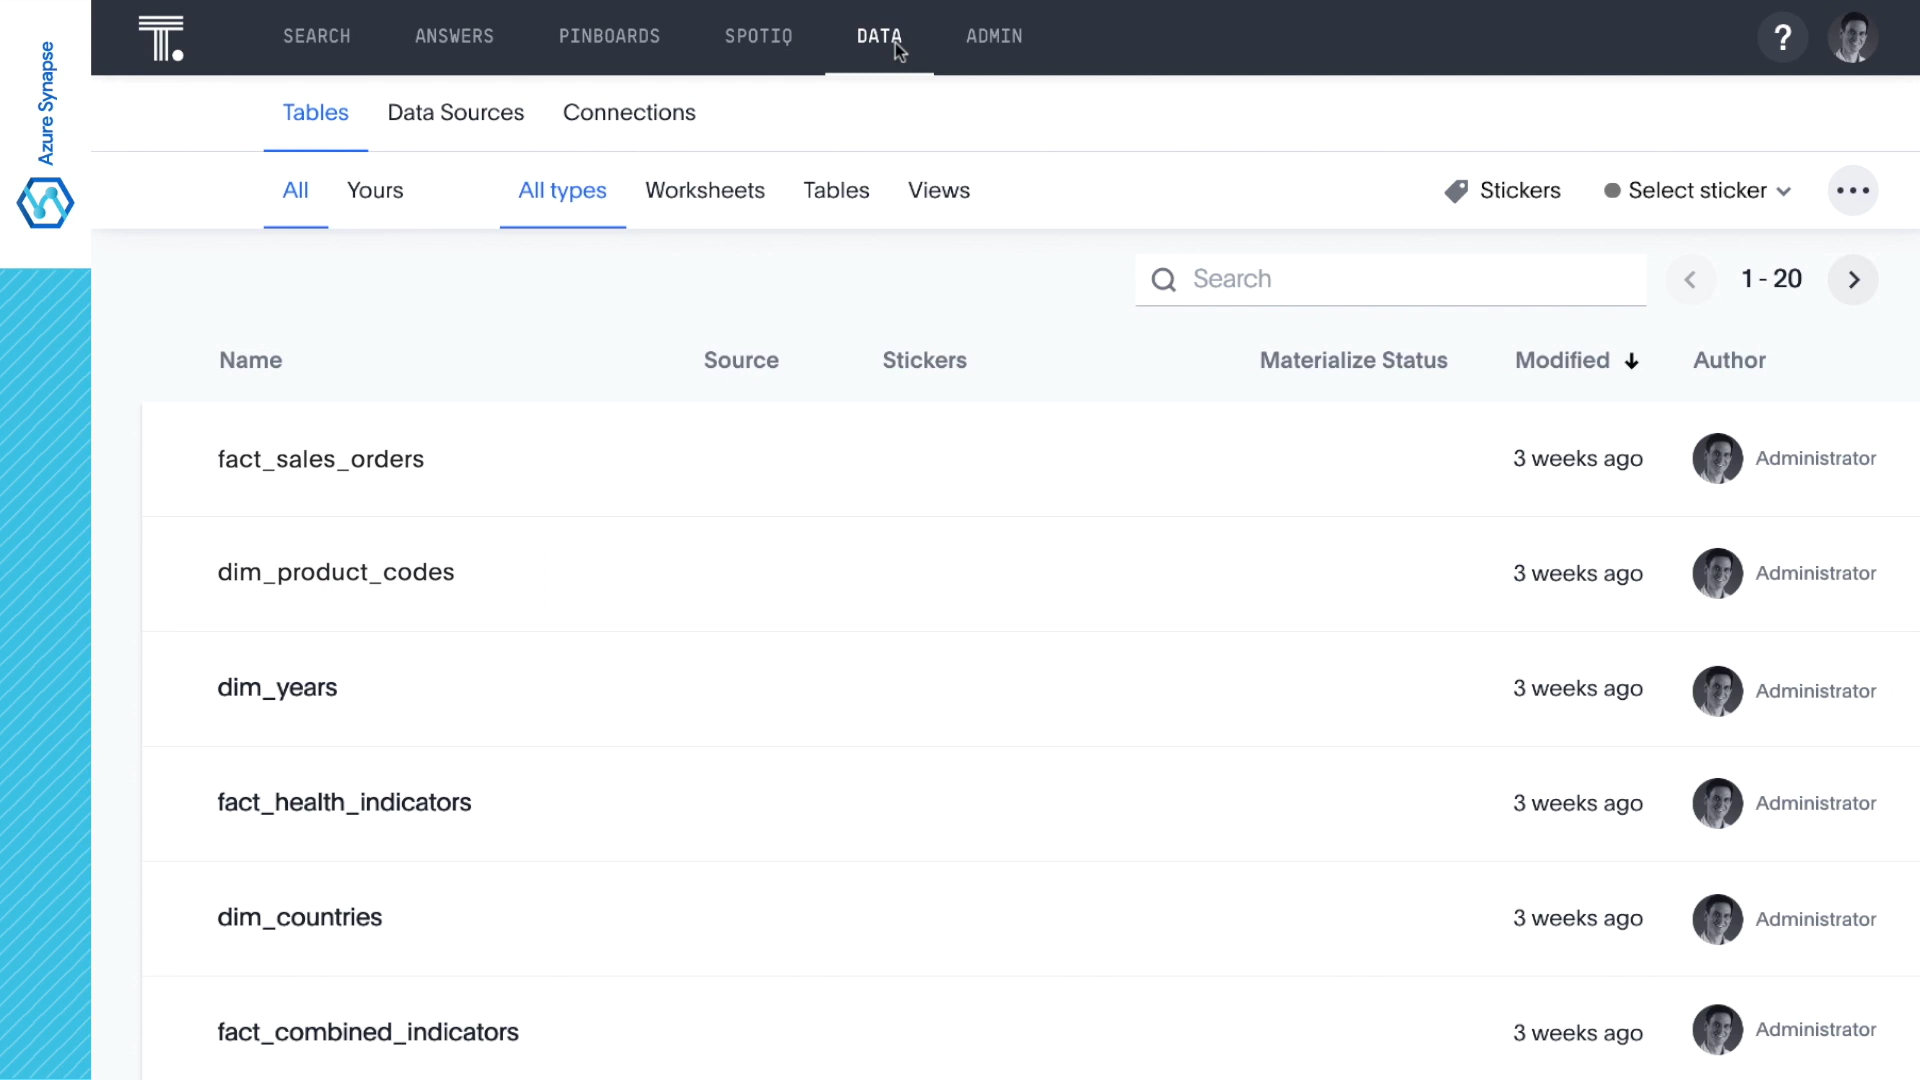 Azure Synapse
T.
SEARCH ANSWERS PINBOARDS SPOTIQ DATA ADMIN ?
Tables Data Sources Connections
All Yours All types Worksheets Tables Views Stickers Select sticker
Search 1 - 20
Name Source Stickers Materialize Status Modified Author
fact_sales_orders 3 weeks ago Administrator
dim_product_codes 3 weeks ago Administrator
dim_years 3 weeks ago Administrator
fact_health_indicators 3 weeks ago Administrator
dim_countries 3 weeks ago Administrator
fact_combined_indicators 3 weeks ago Administrator